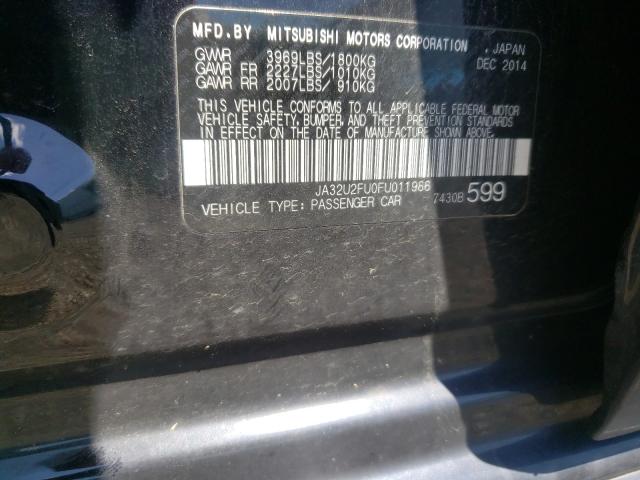 MFD.BY MITSUBISHI MOTORS CORPORATION , JAPAN
GVWR 3969LBS/1800KG DEC 2014
GAWR FR 2227LBS/1010KG
GAWR RR 2007LBS/ 910KG
THIS VEHICLE CONFORMS TO ALL APPLICABLE FEDERAL MOTOR
VEHICLE SAFETY, BUMPER, AND THEFT PREVENTION STANDARDS
IN EFFECT ON THE DATE OF MANUFACTURE SHOWN ABOVE.
JA32U2FU0FU011966
VEHICLE TYPE: PASSENGER CAR 7430B 599